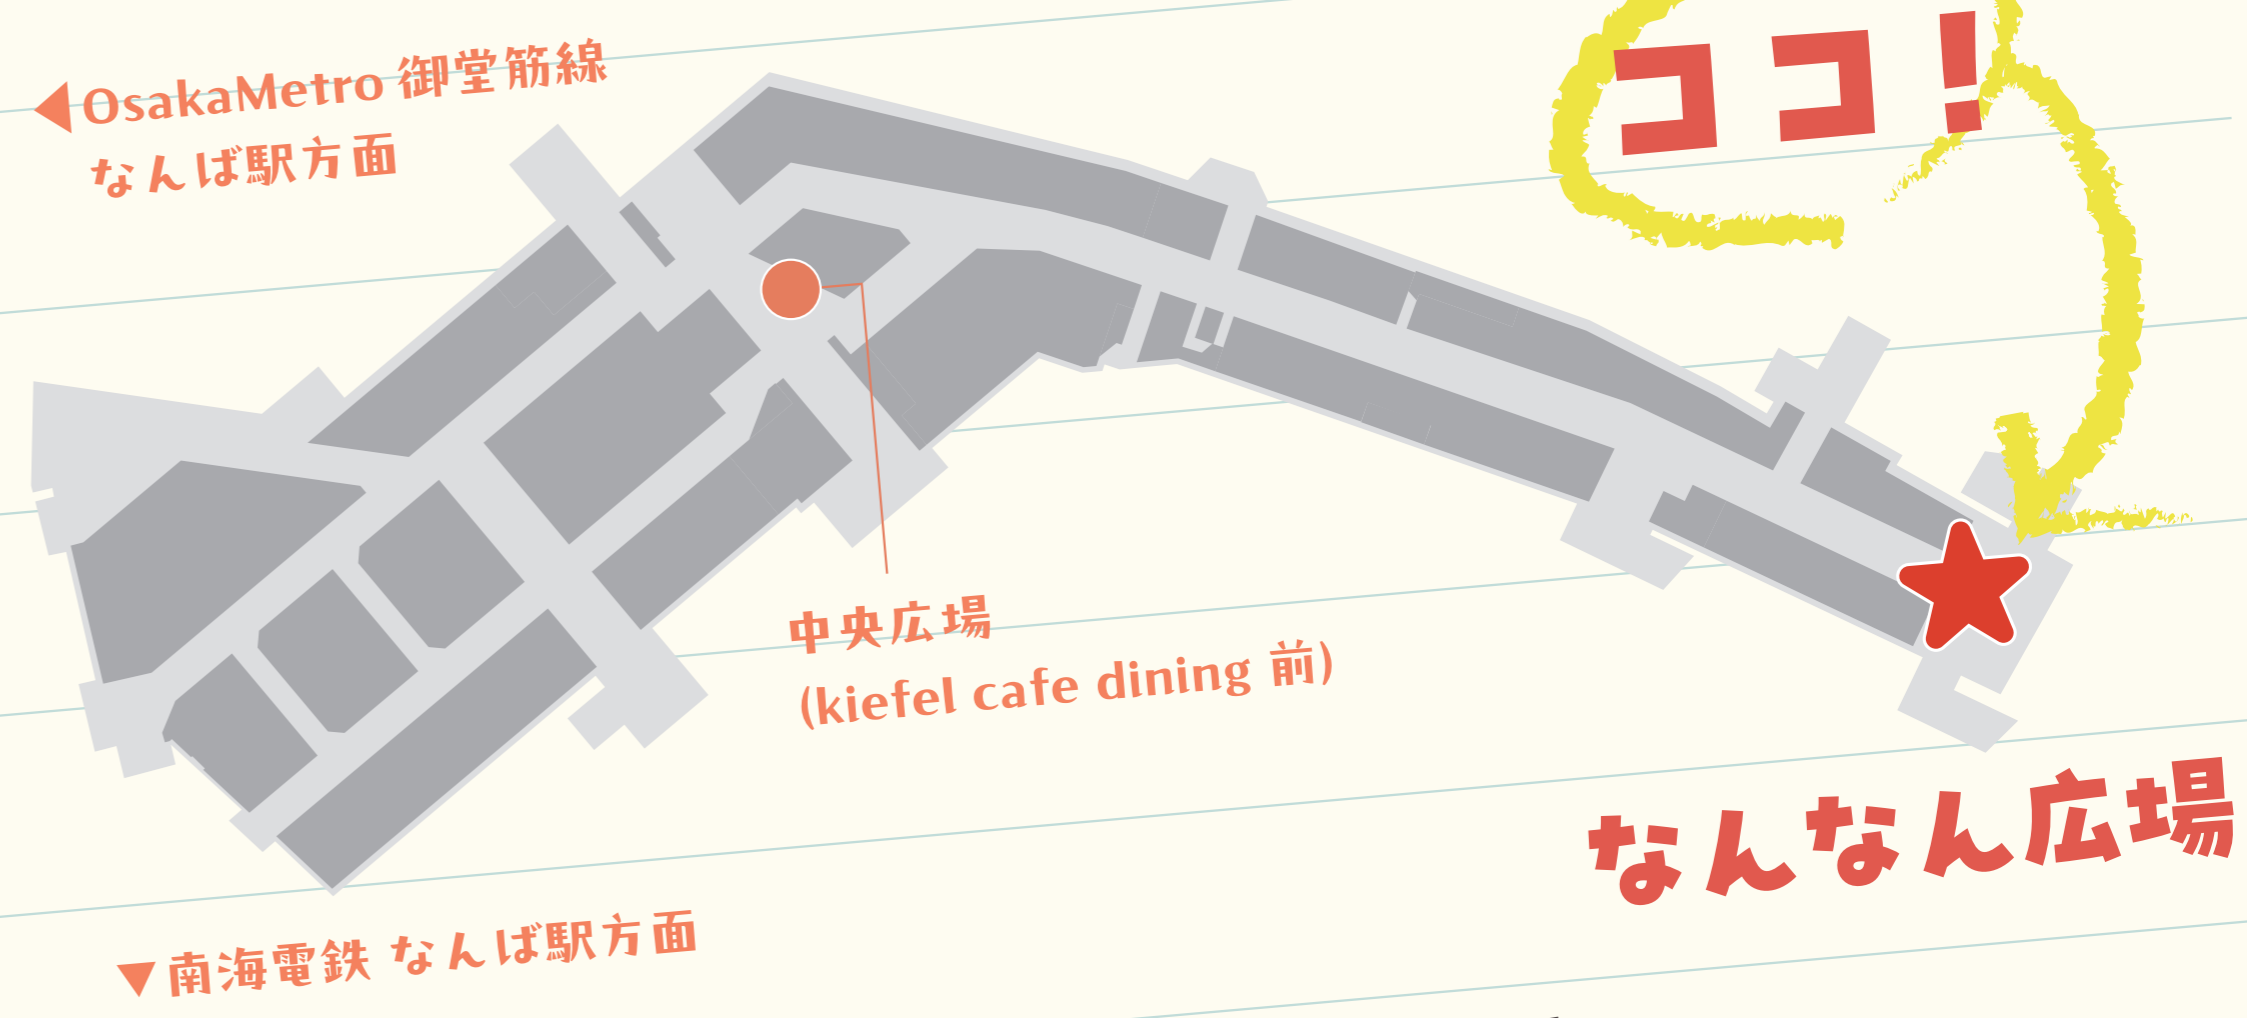 ◀OsakaMetro 御堂筋線
なんば駅方面
ココ!
中央広場
(kiefel cafe dining 前)
なんなん広場
▼南海電鉄 なんば駅方面